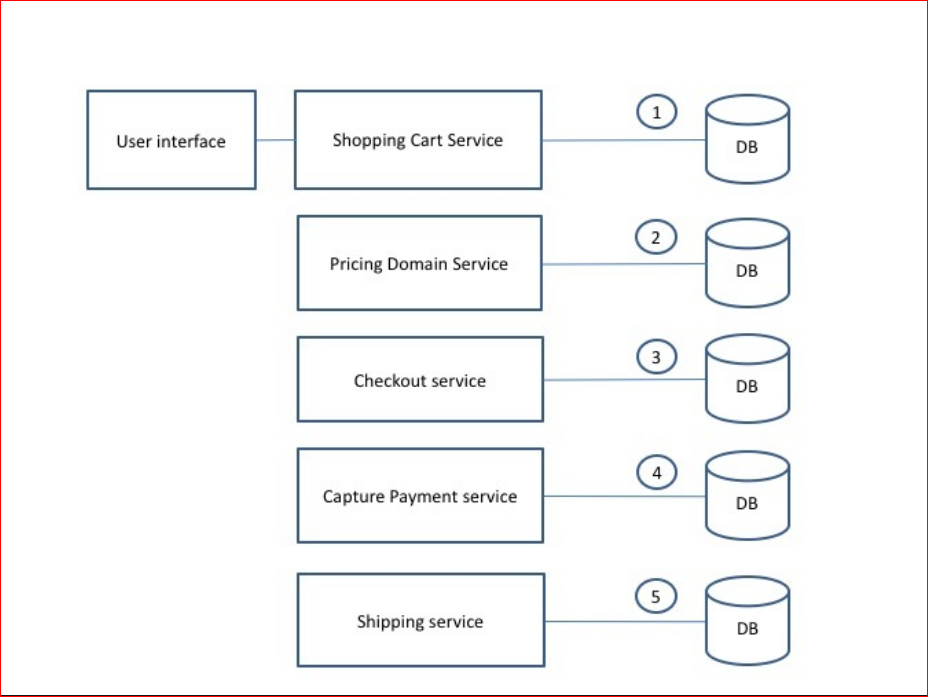 User interface
Shopping Cart Service
1
DB
Pricing Domain Service
2
DB
Checkout service
3
DB
Capture Payment service
4
DB
Shipping service
5
DB